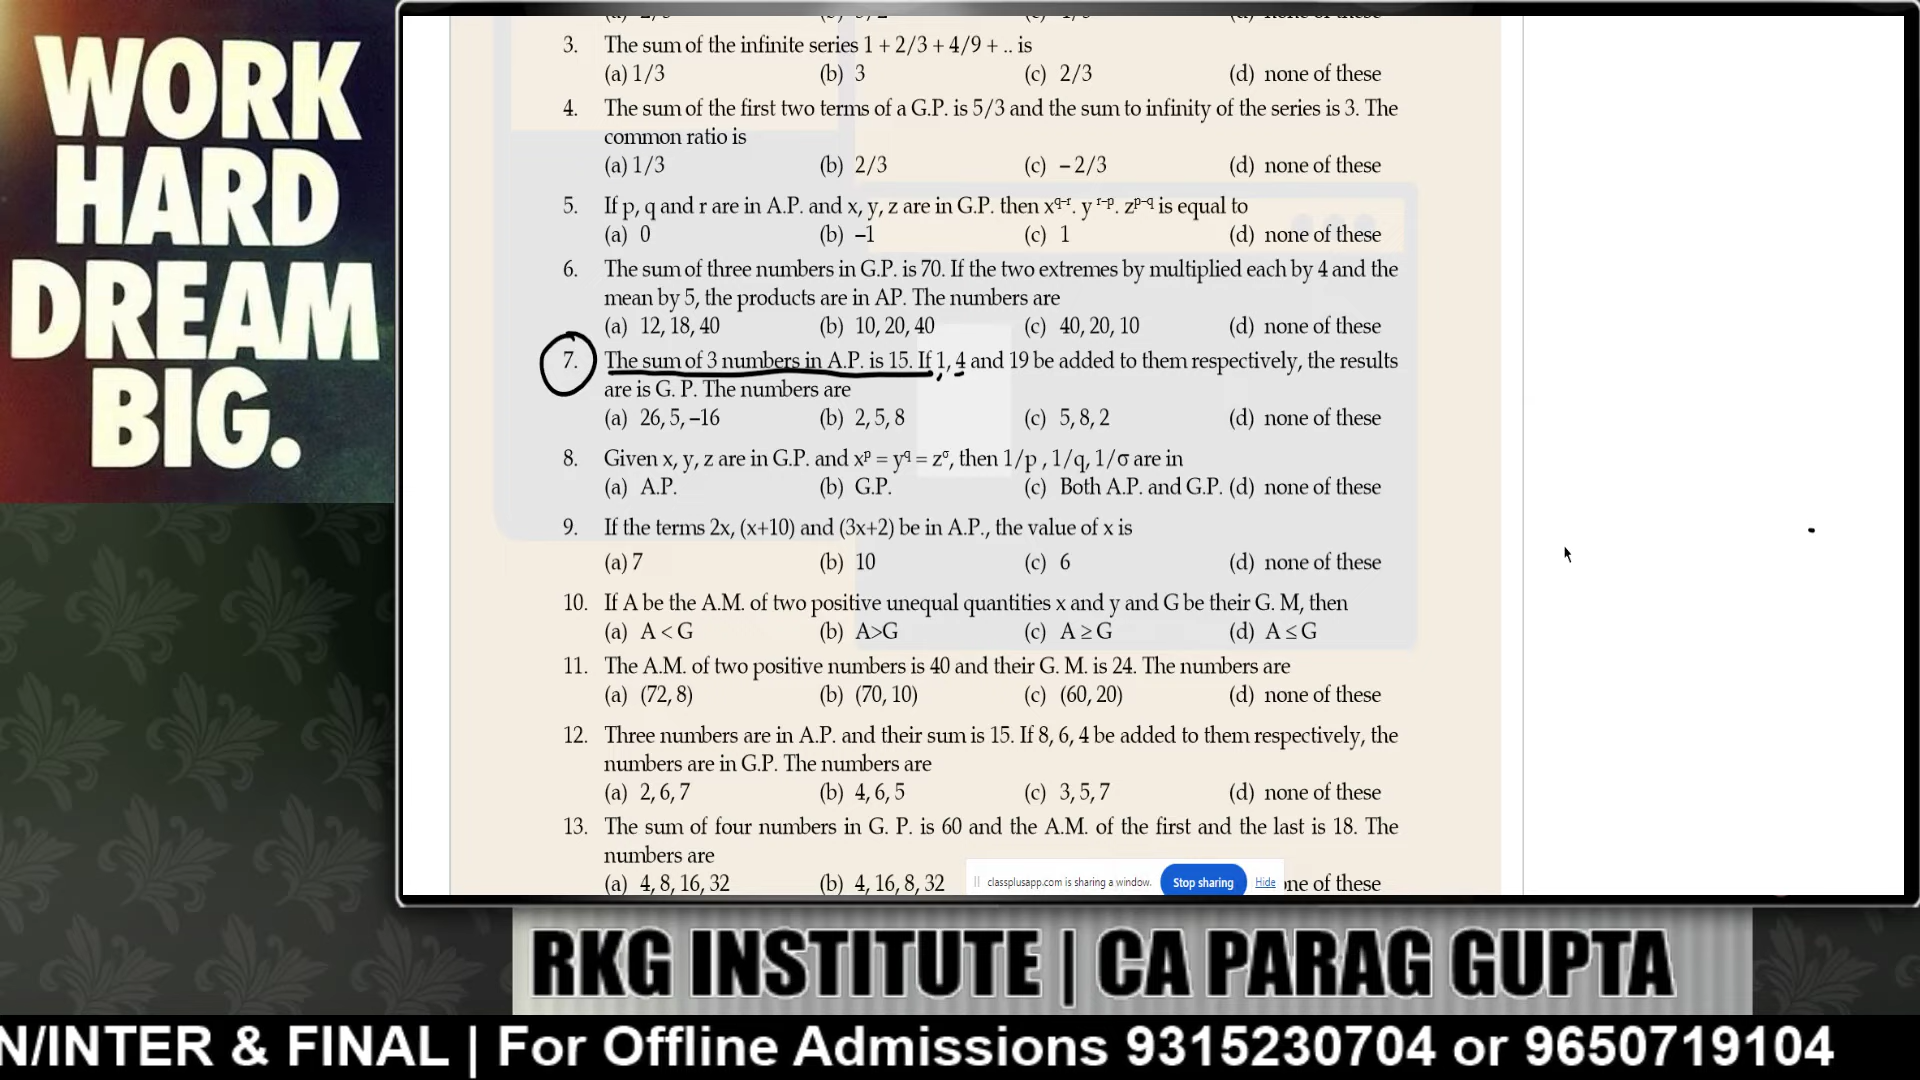 WORK
HARD
DREAM
BIG.
3. The sum of the infinite series 1 + 2/3 + 4/9 + .. is
(a) 1/3 (b) 3 (c) 2/3 (d) none of these
4. The sum of the first two terms of a G.P. is 5/3 and the sum to infinity of the series is 3. The
common ratio is
(a) 1/3 (b) 2/3 (c) – 2/3 (d) none of these
5. If p, q and r are in A.P. and x, y, z are in G.P. then x^q–r. y^r–p. z^p–q is equal to
(a) 0 (b) –1 (c) 1 (d) none of these
6. The sum of three numbers in G.P. is 70. If the two extremes by multiplied each by 4 and the
mean by 5, the products are in AP. The numbers are
(a) 12, 18, 40 (b) 10, 20, 40 (c) 40, 20, 10 (d) none of these
7. The sum of 3 numbers in A.P. is 15. If 1, 4 and 19 be added to them respectively, the results
are is G. P. The numbers are
(a) 26, 5, –16 (b) 2, 5, 8 (c) 5, 8, 2 (d) none of these
8. Given x, y, z are in G.P. and x^p = y^q = z^σ, then 1/p , 1/q, 1/σ are in
(a) A.P. (b) G.P. (c) Both A.P. and G.P. (d) none of these
9. If the terms 2x, (x+10) and (3x+2) be in A.P., the value of x is
(a) 7 (b) 10 (c) 6 (d) none of these
10. If A be the A.M. of two positive unequal quantities x and y and G be their G. M, then
(a) A < G (b) A>G (c) A ≥ G (d) A ≤ G
11. The A.M. of two positive numbers is 40 and their G. M. is 24. The numbers are
(a) (72, 8) (b) (70, 10) (c) (60, 20) (d) none of these
12. Three numbers are in A.P. and their sum is 15. If 8, 6, 4 be added to them respectively, the
numbers are in G.P. The numbers are
(a) 2, 6, 7 (b) 4, 6, 5 (c) 3, 5, 7 (d) none of these
13. The sum of four numbers in G. P. is 60 and the A.M. of the first and the last is 18. The
numbers are
(a) 4, 8, 16, 32 (b) 4, 16, 8, 32 ne of these
classplusapp.com is sharing a window. Stop sharing Hide
RKG INSTITUTE | CA PARAG GUPTA
N/INTER & FINAL | For Offline Admissions 9315230704 or 9650719104